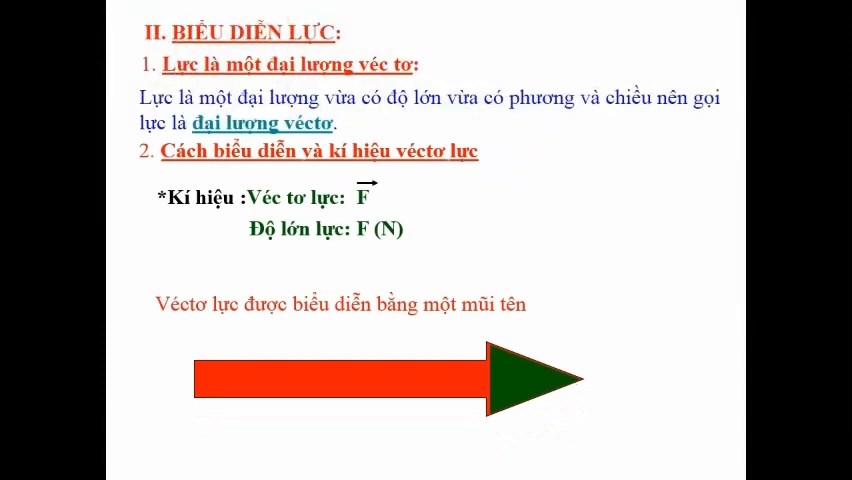 II. BIỂU DIỄN LỰC:
1. Lực là một đại lượng véc tơ:
Lực là một đại lượng vừa có độ lớn vừa có phương và chiều nên gọi
lực là đại lượng véctơ.
2. Cách biểu diễn và kí hiệu véctơ lực
*Kí hiệu :Véc tơ lực: F⃗
Độ lớn lực: F (N)
Véctơ lực được biểu diễn bằng một mũi tên